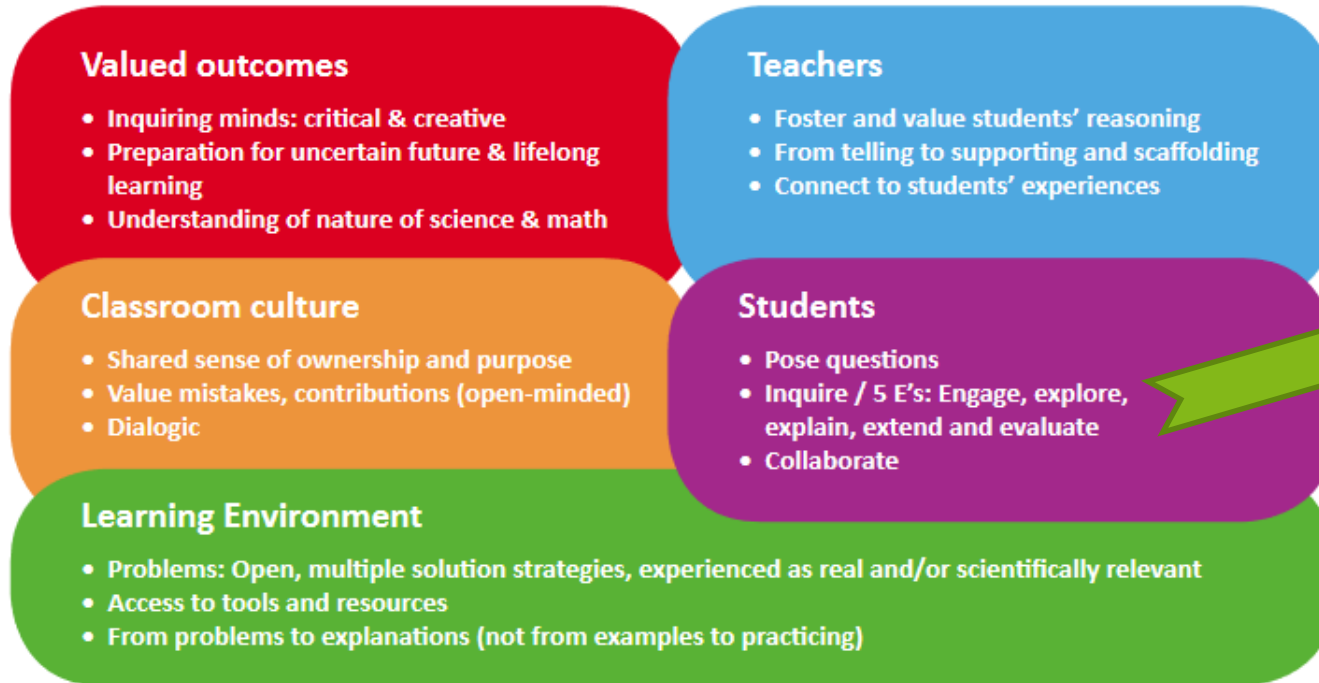 Valued outcomes
• Inquiring minds: critical & creative
• Preparation for uncertain future & lifelong
learning
• Understanding of nature of science & math
Teachers
• Foster and value students’ reasoning
• From telling to supporting and scaffolding
• Connect to students’ experiences
Classroom culture
• Shared sense of ownership and purpose
• Value mistakes, contributions (open-minded)
• Dialogic
Students
• Pose questions
• Inquire / 5 E’s: Engage, explore,
explain, extend and evaluate
• Collaborate
Learning Environment
• Problems: Open, multiple solution strategies, experienced as real and/or scientifically relevant
• Access to tools and resources
• From problems to explanations (not from examples to practicing)